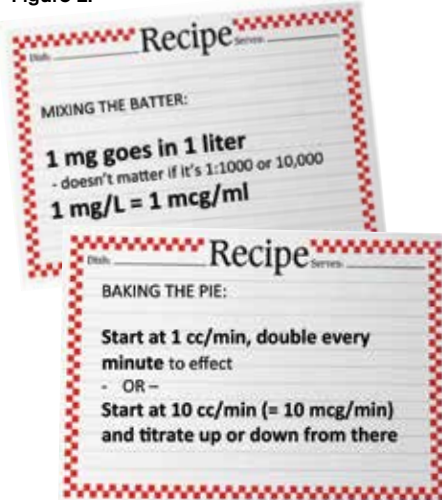 Figure 2.
Recipe
Dish: Serves:
MIXING THE BATTER:
1 mg goes in 1 liter
- doesn't matter if it's 1:1000 or 10,000
1 mg/L = 1 mcg/ml
Recipe
Dish: Serves:
BAKING THE PIE:
Start at 1 cc/min, double every
minute to effect
- OR –
Start at 10 cc/min (= 10 mcg/min)
and titrate up or down from there